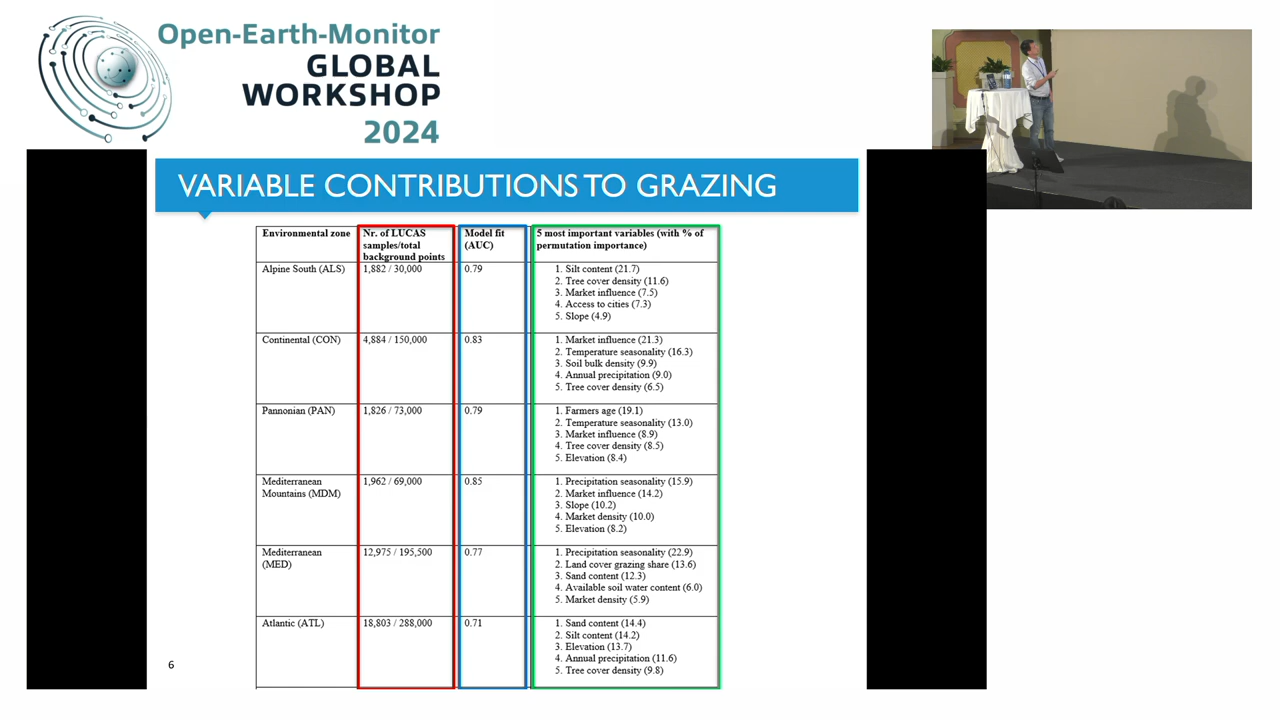 Open-Earth-Monitor
GLOBAL
WORKSHOP
2024
VARIABLE CONTRIBUTIONS TO GRAZING
Environmental zone
Nr. of LUCAS
samples/total
background points
Model fit
(AUC)
5 most important variables (with % of
permutation importance)
Alpine South (ALS)
1,882 / 30,000
0.79
1. Silt content (21.7)
2. Tree cover density (11.6)
3. Market influence (7.5)
4. Access to cities (7.3)
5. Slope (4.9)
Continental (CON)
4,884 / 150,000
0.83
1. Market influence (21.3)
2. Temperature seasonality (16.3)
3. Soil bulk density (9.9)
4. Annual precipitation (9.0)
5. Tree cover density (6.5)
Pannonian (PAN)
1,826 / 73,000
0.79
1. Farmers age (19.1)
2. Temperature seasonality (13.0)
3. Market influence (8.9)
4. Tree cover density (8.5)
5. Elevation (8.4)
Mediterranean
Mountains (MDM)
1,962 / 69,000
0.85
1. Precipitation seasonality (15.9)
2. Market influence (14.2)
3. Slope (10.2)
4. Market density (10.0)
5. Elevation (8.2)
Mediterranean
(MED)
12,975 / 195,500
0.77
1. Precipitation seasonality (22.9)
2. Land cover grazing share (13.6)
3. Sand content (12.3)
4. Available soil water content (6.0)
5. Market density (5.9)
Atlantic (ATL)
18,803 / 288,000
0.71
1. Sand content (14.4)
2. Silt content (14.2)
3. Elevation (13.7)
4. Annual precipitation (11.6)
5. Tree cover density (9.8)
6